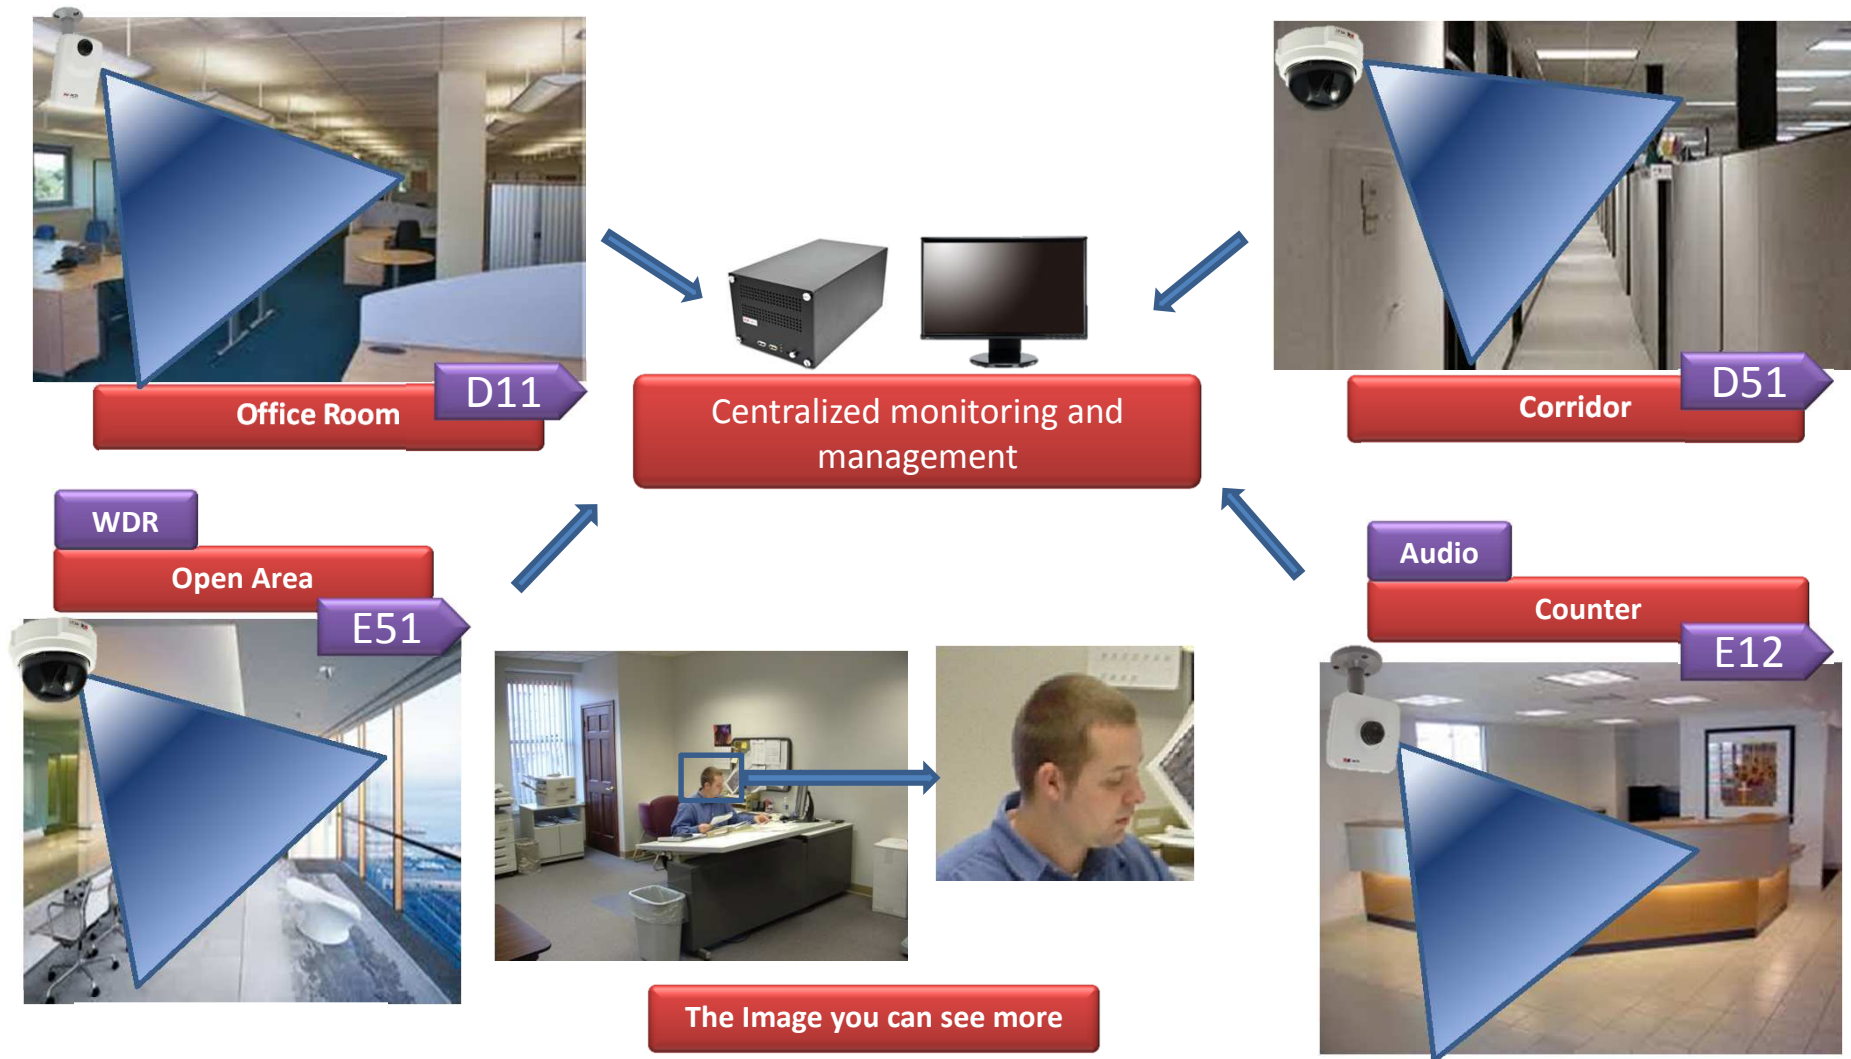 D11
Office Room
Centralized monitoring and
management
D51
Corridor
WDR
Open Area
E51
Audio
Counter
E12
The Image you can see more